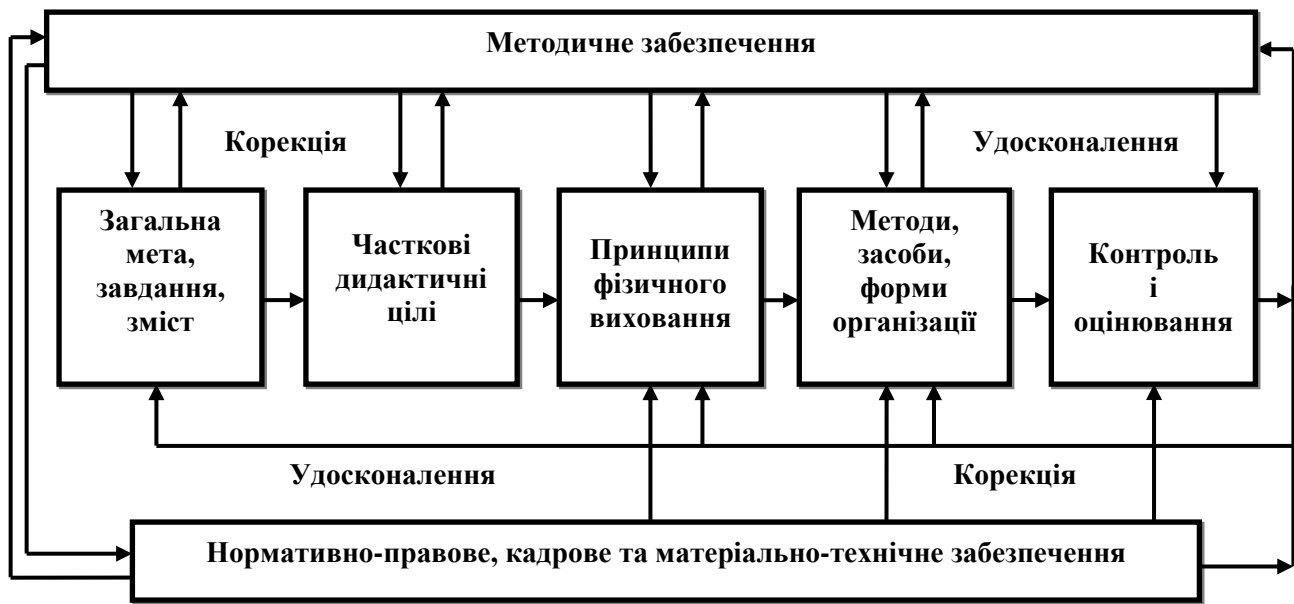 Методичне забезпечення
Корекція
Удосконалення
Загальна
мета,
завдання,
зміст
Часткові
дидактичні
цілі
Принципи
фізичного
виховання
Методи,
засоби,
форми
організації
Контроль
і
оцінювання
Удосконалення
Корекція
Нормативно-правове, кадрове та матеріально-технічне забезпечення